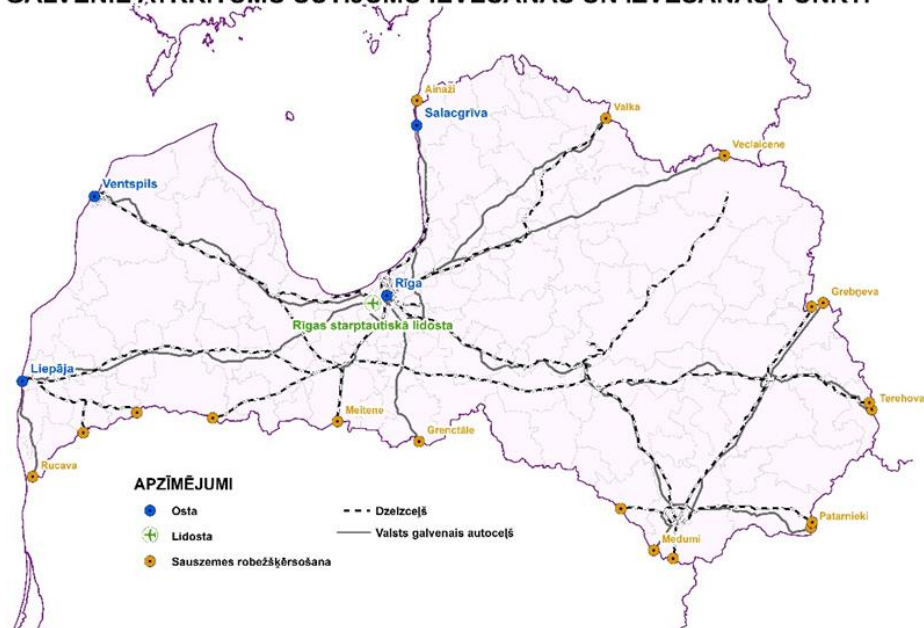 Ainaži
Salacgrīva
Valka
Veclaicene
Ventspils
Rīga
Rīgas starptautiskā lidosta
Grebņeva
Liepāja
Terehova
Meitene
Grenctāle
Rucava
Patarnieki
Medumi
APZĪMĒJUMI
Osta
Lidosta
Sauszemes robežšķērsošana
Dzelzceļš
Valsts galvenais autoceļš